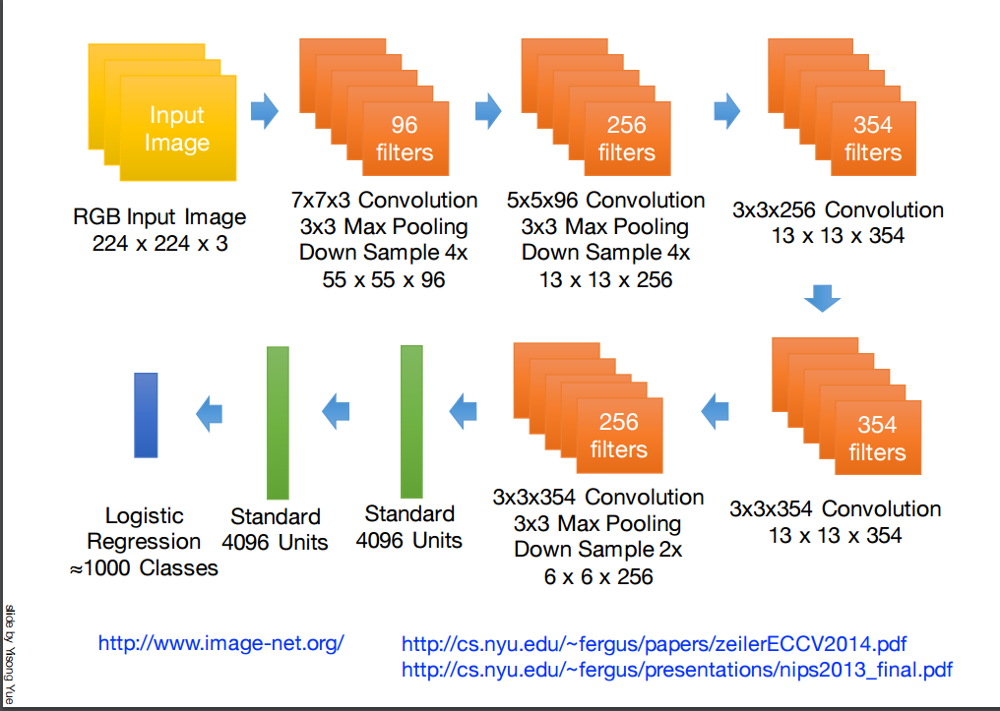 Input
Image
RGB Input Image
224 x 224 x 3
96
filters
7x7x3 Convolution
3x3 Max Pooling
Down Sample 4x
55 x 55 x 96
256
filters
5x5x96 Convolution
3x3 Max Pooling
Down Sample 4x
13 x 13 x 256
354
filters
3x3x256 Convolution
13 x 13 x 354
354
filters
3x3x354 Convolution
13 x 13 x 354
256
filters
3x3x354 Convolution
3x3 Max Pooling
Down Sample 2x
6 x 6 x 256
Standard
4096 Units
Standard
4096 Units
Logistic
Regression
≈1000 Classes
http://www.image-net.org/
http://cs.nyu.edu/~fergus/papers/zeilerECCV2014.pdf
http://cs.nyu.edu/~fergus/presentations/nips2013_final.pdf
slide by Yisong Yue